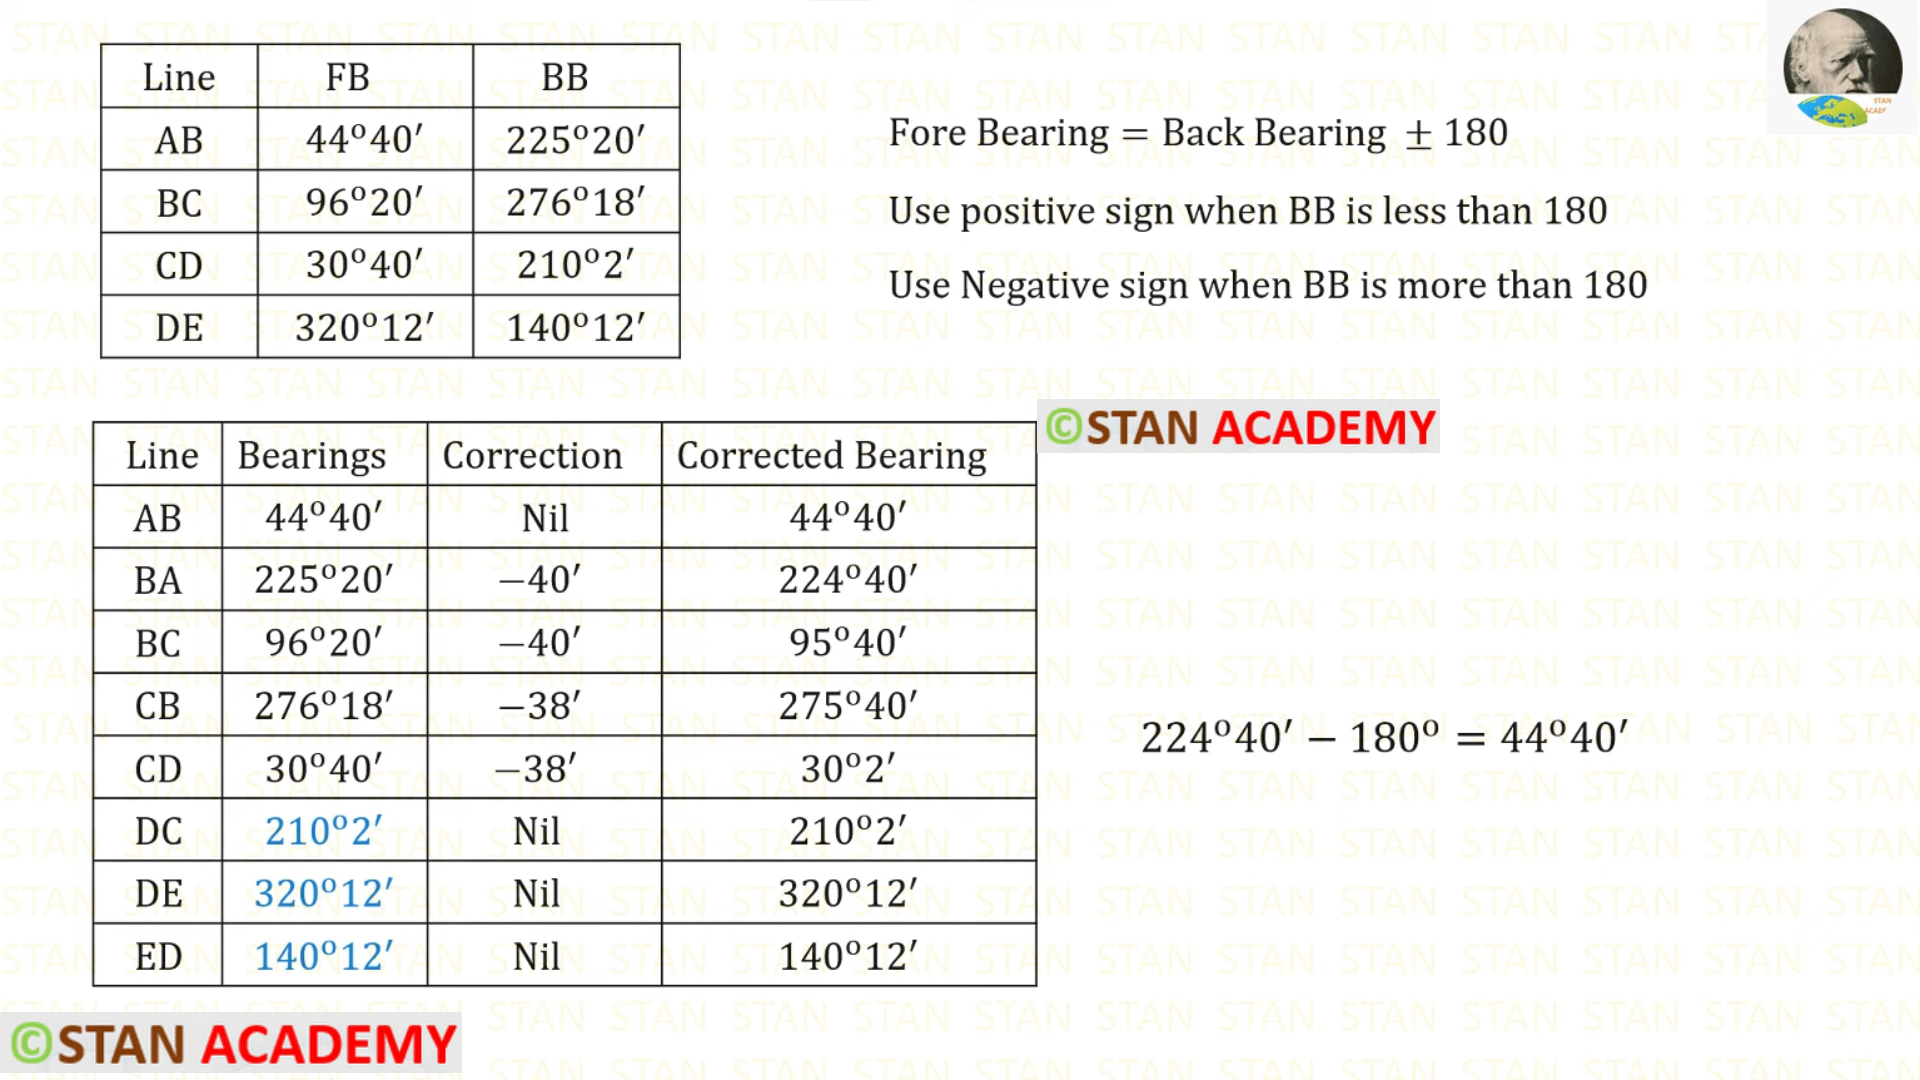 Line FB BB
AB 44°40′ 225°20′
BC 96°20′ 276°18′
CD 30°40′ 210°2′
DE 320°12′ 140°12′
Fore Bearing = Back Bearing ± 180
Use positive sign when BB is less than 180
Use Negative sign when BB is more than 180
©STAN ACADEMY
Line Bearings Correction Corrected Bearing
AB 44°40′ Nil 44°40′
BA 225°20′ −40′ 224°40′
BC 96°20′ −40′ 95°40′
CB 276°18′ −38′ 275°40′
CD 30°40′ −38′ 30°2′
DC 210°2′ Nil 210°2′
DE 320°12′ Nil 320°12′
ED 140°12′ Nil 140°12′
224°40′ − 180° = 44°40′
©STAN ACADEMY
STAN